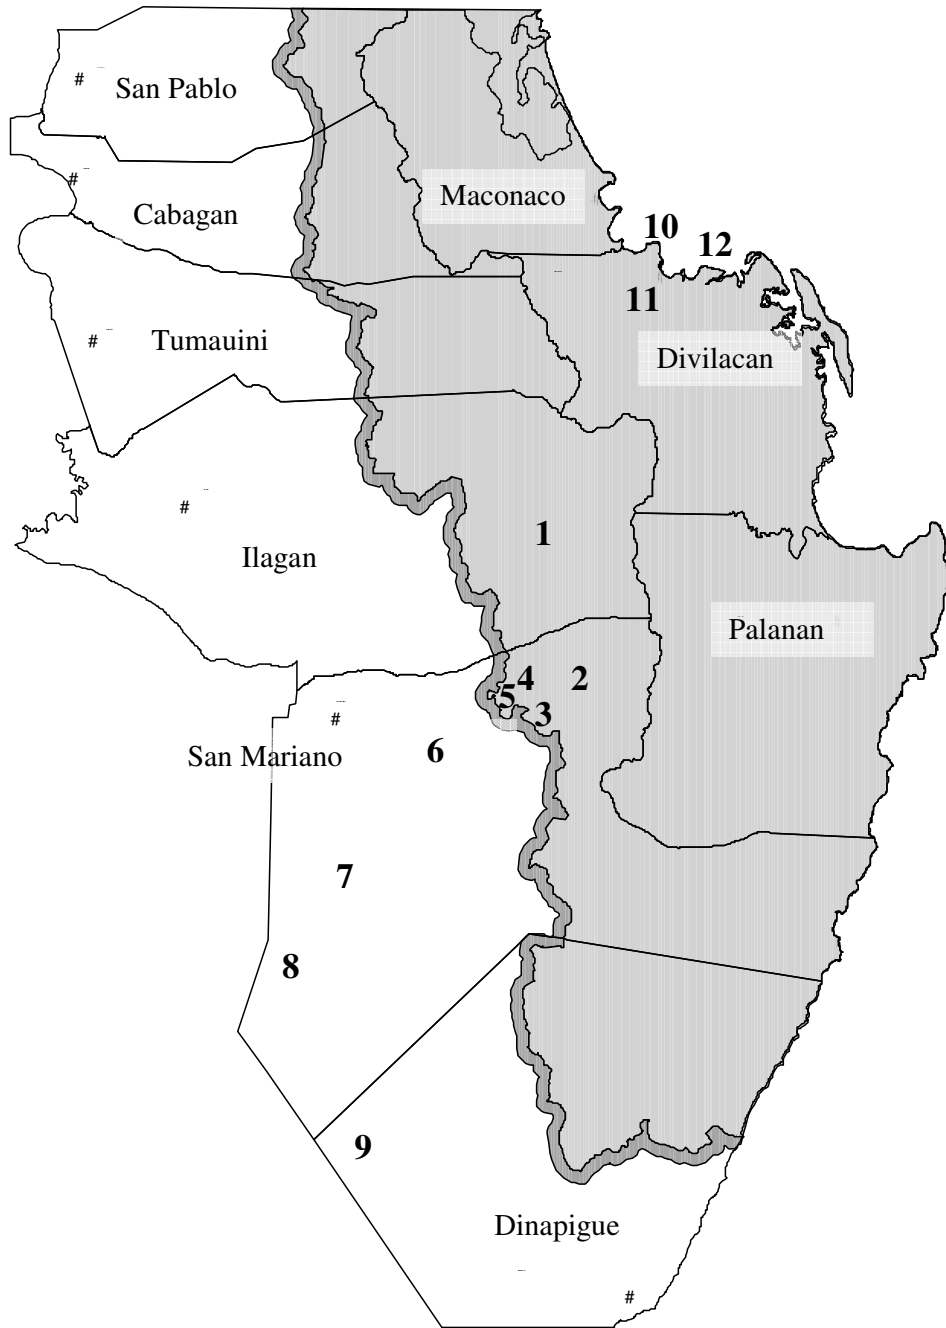 #
San Pablo
#
Cabagan
Maconaco
10
12
11
#
Tumauini
Divilacan
#
1
Ilagan
Palanan
4
2
5
3
#
6
San Mariano
7
8
9
Dinapigue
#